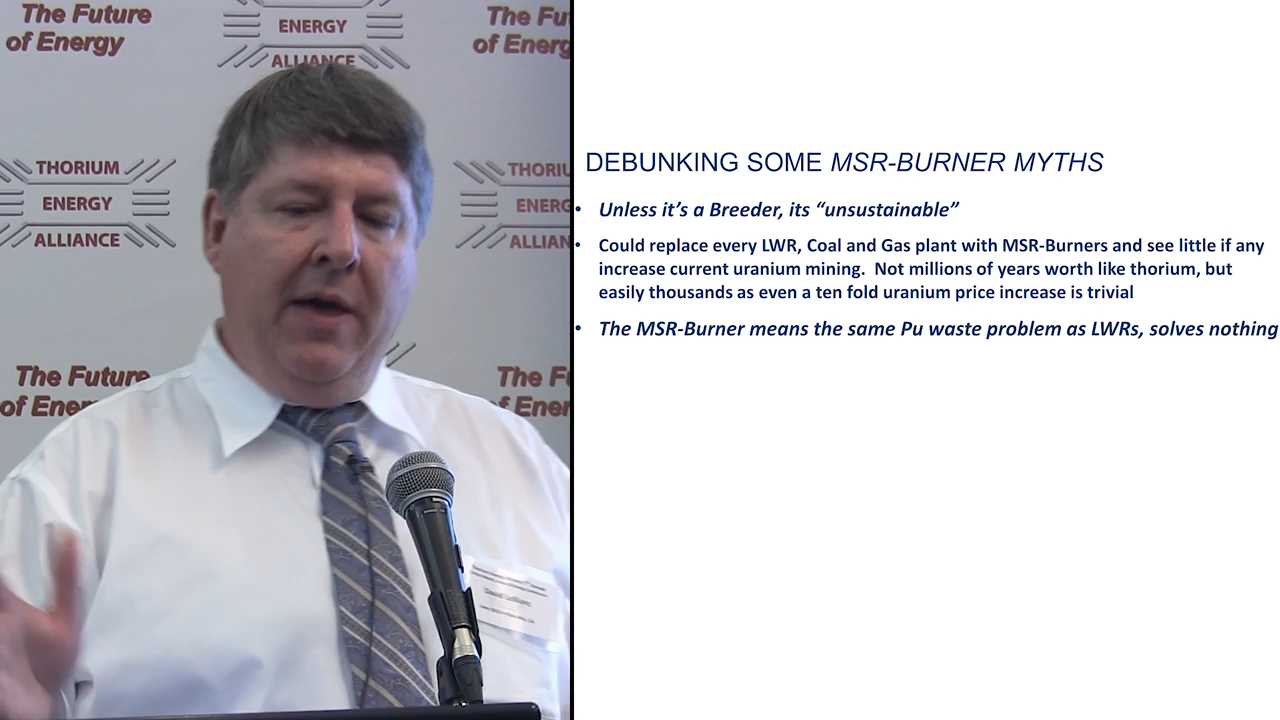 The Future
of Energy
ENERGY
ALLIANCE
The Fu
of Energ
THORIUM
ENERGY
ALLIANCE
THORIU
ENERG
ALLIAN
The Future
of Ener
The F
of Ener
DEBUNKING SOME MSR-BURNER MYTHS
• Unless it’s a Breeder, its “unsustainable”
• Could replace every LWR, Coal and Gas plant with MSR-Burners and see little if any
increase current uranium mining. Not millions of years worth like thorium, but
easily thousands as even a ten fold uranium price increase is trivial
• The MSR-Burner means the same Pu waste problem as LWRs, solves nothing